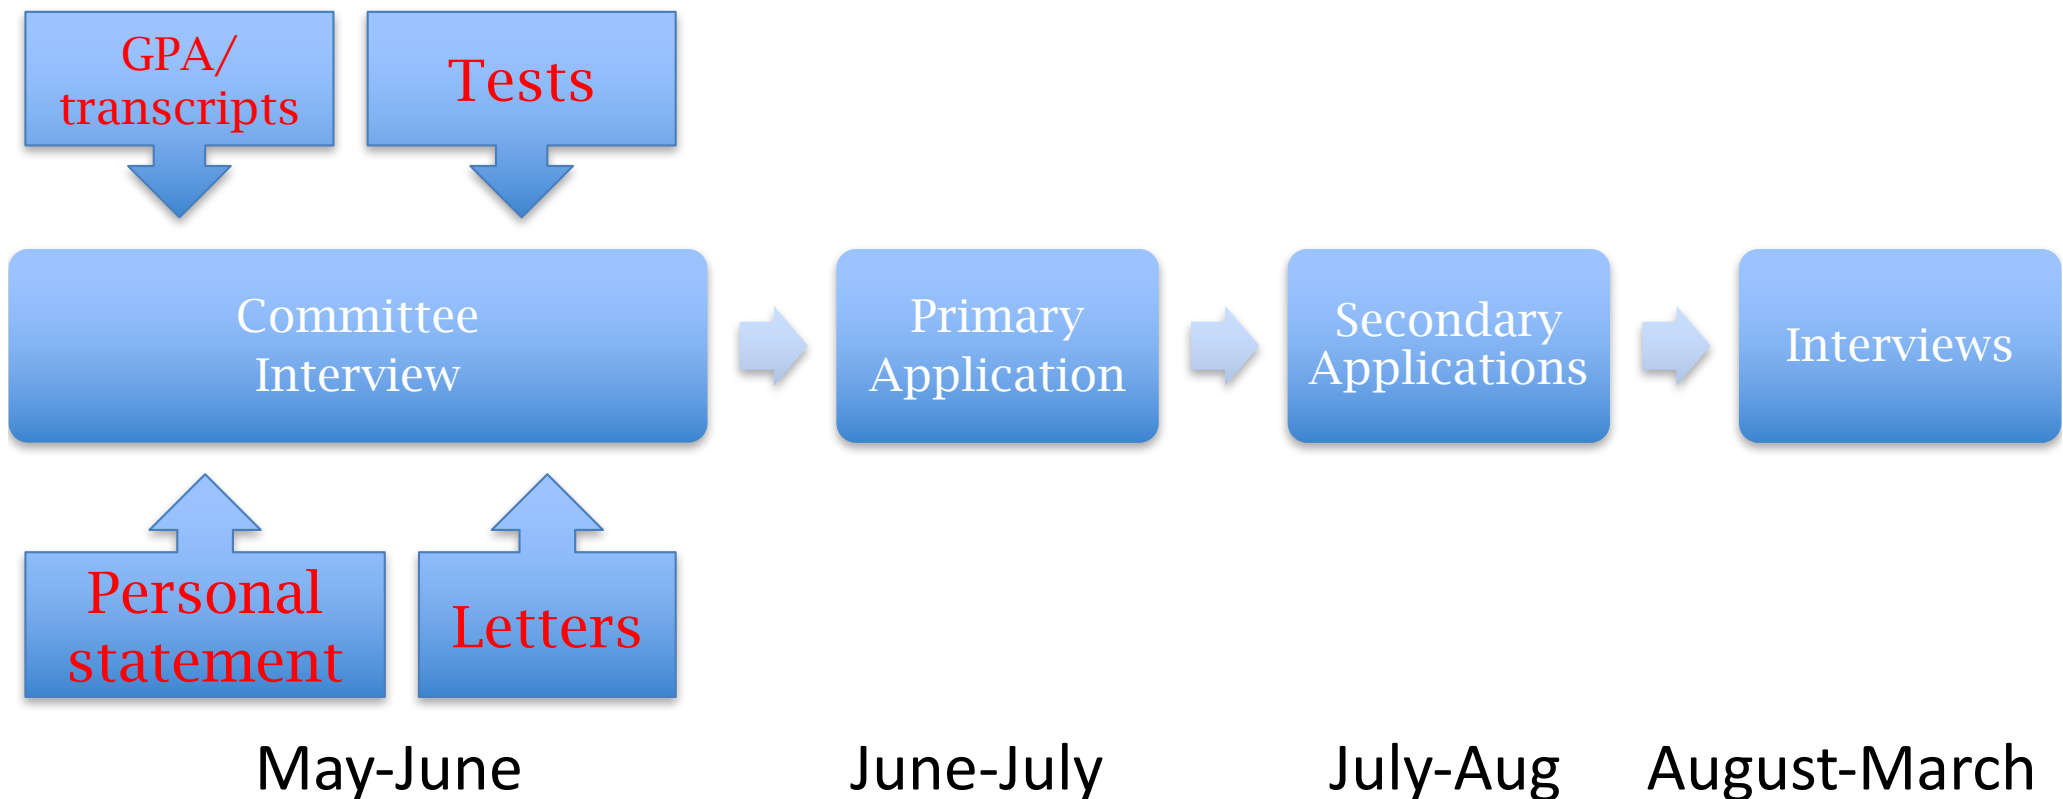 GPA/
transcripts
Tests
Committee
Interview
Primary
Application
Secondary
Applications
Interviews
Personal
statement
Letters
May-June
June-July
July-Aug
August-March